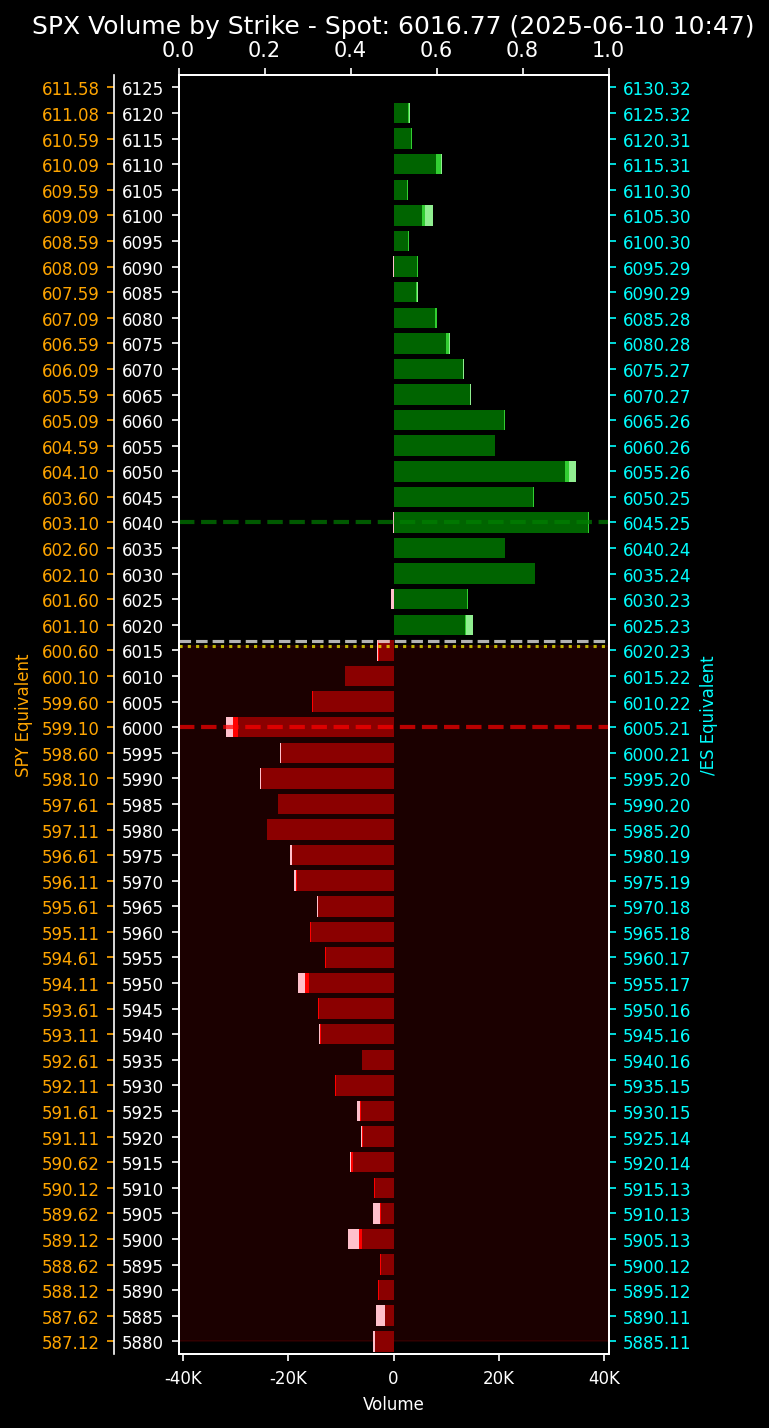 SPX Volume by Strike - Spot: 6016.77 (2025-06-10 10:47)
0.0 0.2 0.4 0.6 0.8 1.0
611.58 6125 6130.32
611.08 6120 6125.32
610.59 6115 6120.31
610.09 6110 6115.31
609.59 6105 6110.30
609.09 6100 6105.30
608.59 6095 6100.30
608.09 6090 6095.29
607.59 6085 6090.29
607.09 6080 6085.28
606.59 6075 6080.28
606.09 6070 6075.27
605.59 6065 6070.27
605.09 6060 6065.26
604.59 6055 6060.26
604.10 6050 6055.26
603.60 6045 6050.25
603.10 6040 6045.25
602.60 6035 6040.24
602.10 6030 6035.24
601.60 6025 6030.23
601.10 6020 6025.23
600.60 6015 6020.23
600.10 6010 6015.22
599.60 6005 6010.22
599.10 6000 6005.21
598.60 5995 6000.21
598.10 5990 5995.20
597.61 5985 5990.20
597.11 5980 5985.20
596.61 5975 5980.19
596.11 5970 5975.19
595.61 5965 5970.18
595.11 5960 5965.18
594.61 5955 5960.17
594.11 5950 5955.17
593.61 5945 5950.16
593.11 5940 5945.16
592.61 5935 5940.16
592.11 5930 5935.15
591.61 5925 5930.15
591.11 5920 5925.14
590.62 5915 5920.14
590.12 5910 5915.13
589.62 5905 5910.13
589.12 5900 5905.13
588.62 5895 5900.12
588.12 5890 5895.12
587.62 5885 5890.11
587.12 5880 5885.11
SPY Equivalent
/ES Equivalent
-40K -20K 0 20K 40K
Volume